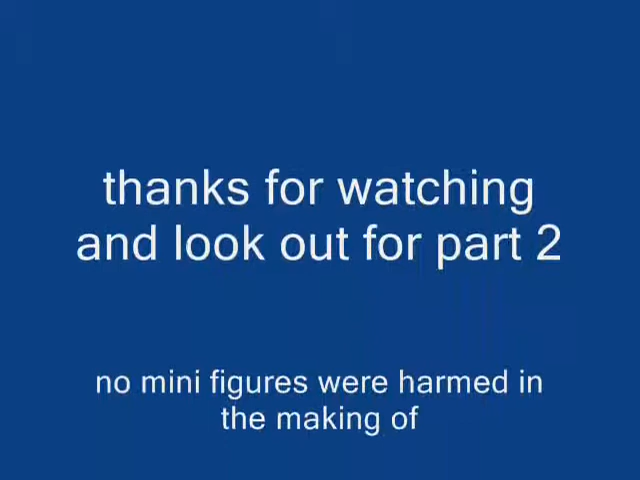 thanks for watching
and look out for part 2
no mini figures were harmed in
the making of